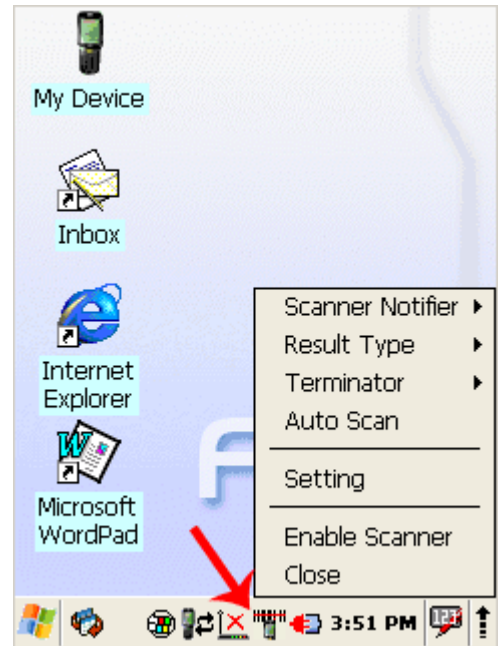 My Device
Inbox
Internet
Explorer
Microsoft
WordPad
Scanner Notifier
Result Type
Terminator
Auto Scan
Setting
Enable Scanner
Close
3:51 PM